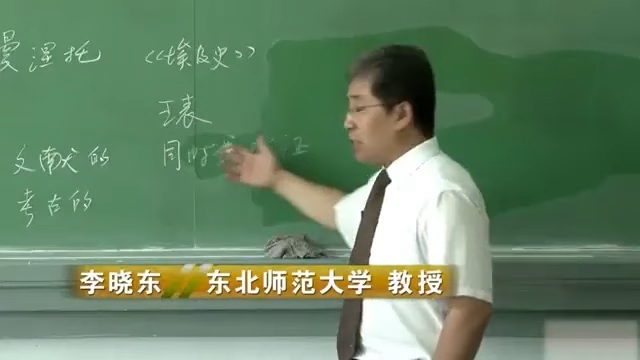 曼涅托 《埃及史》
王表
文献的 同时
考古的
李晓东 东北师范大学 教授